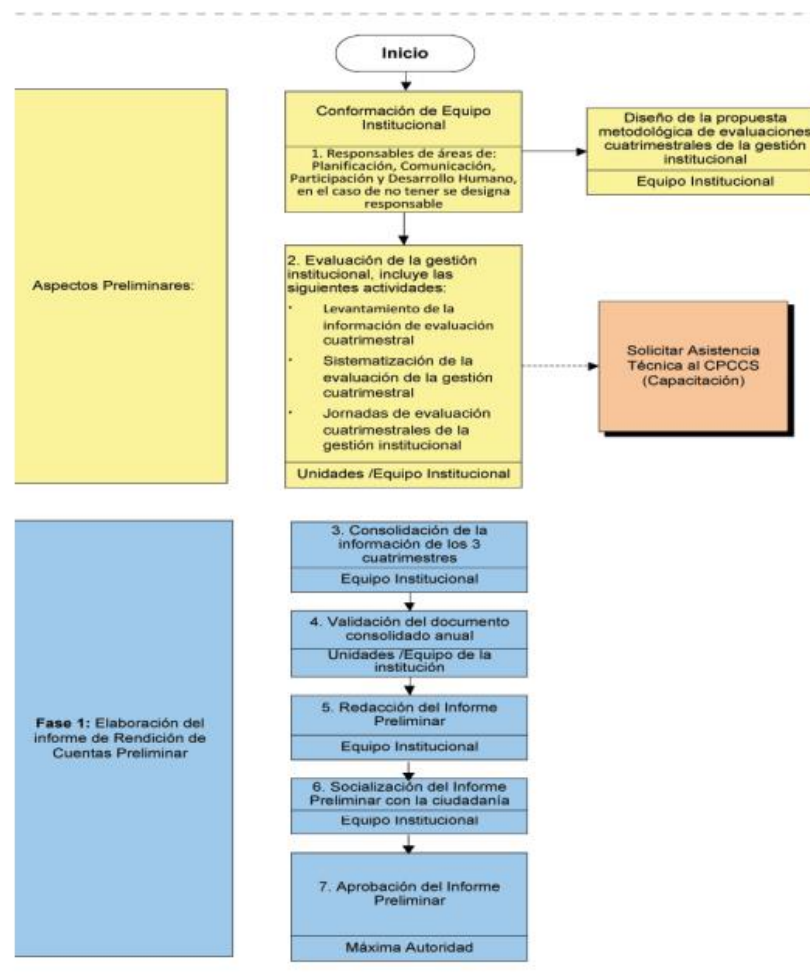 Inicio
Conformación de Equipo
Institucional
1. Responsables de áreas de:
Planificación, Comunicación,
Participación y Desarrollo Humano,
en el caso de no tener se designa
responsable
Diseño de la propuesta
metodológica de evaluaciones
cuatrimestrales de la gestión
institucional
Equipo Institucional
Aspectos Preliminares:
2. Evaluación de la gestión
institucional, incluye las
siguientes actividades:
· Levantamiento de la
información de evaluación
cuatrimestral
· Sistematización de la
evaluación de la gestión
cuatrimestral
· Jornadas de evaluación
cuatrimestrales de la
gestión institucional
Unidades /Equipo Institucional
Solicitar Asistencia
Técnica al CPCCS
(Capacitación)
Fase 1: Elaboración del
informe de Rendición de
Cuentas Preliminar
3. Consolidación de la
información de los 3
cuatrimestres
Equipo Institucional
4. Validación del documento
consolidado anual
Unidades /Equipo de la
institución
5. Redacción del Informe
Preliminar
Equipo Institucional
6. Socialización del Informe
Preliminar con la ciudadanía
Equipo Institucional
7. Aprobación del Informe
Preliminar
Máxima Autoridad